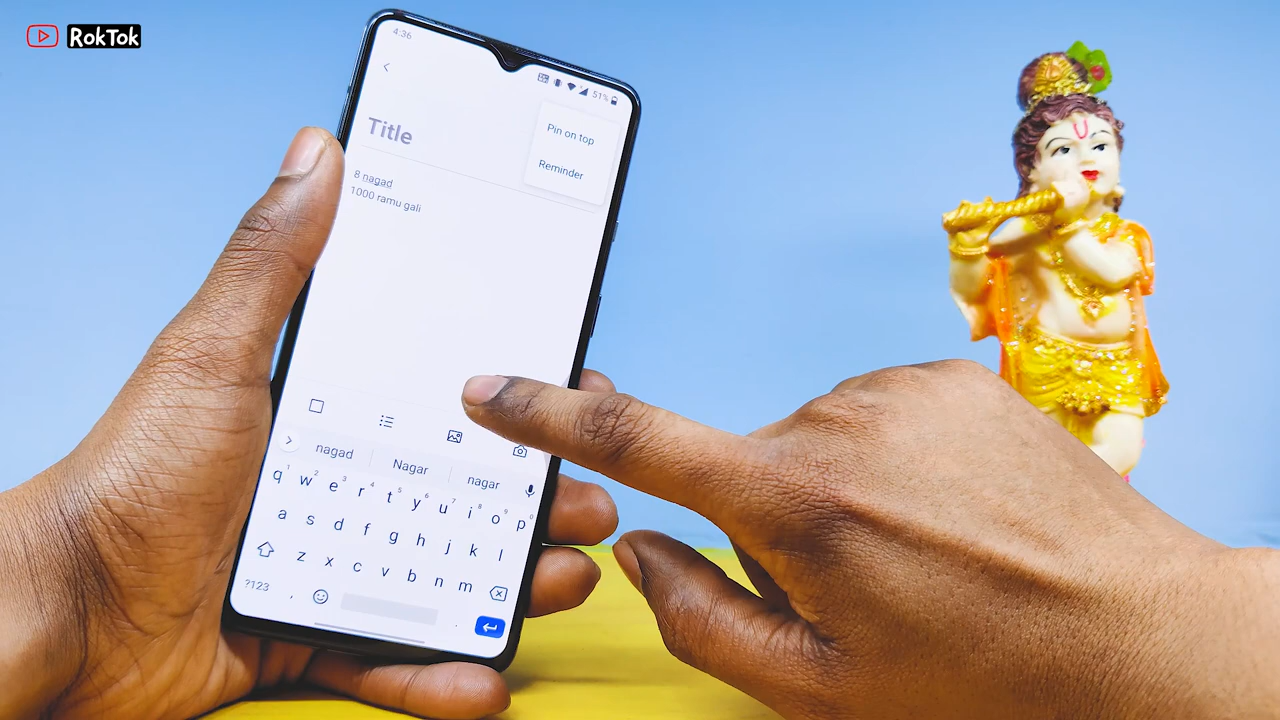 RokTok
4:36
51%
Title
Pin on top
Reminder
8 nagad
1000 ramu gali
nagad Nagar nagar
1 2 3 4 5 6 7 8 9 0
q w e r t y u i o p
a s d f g h j k l
z x c v b n m
?123 , .